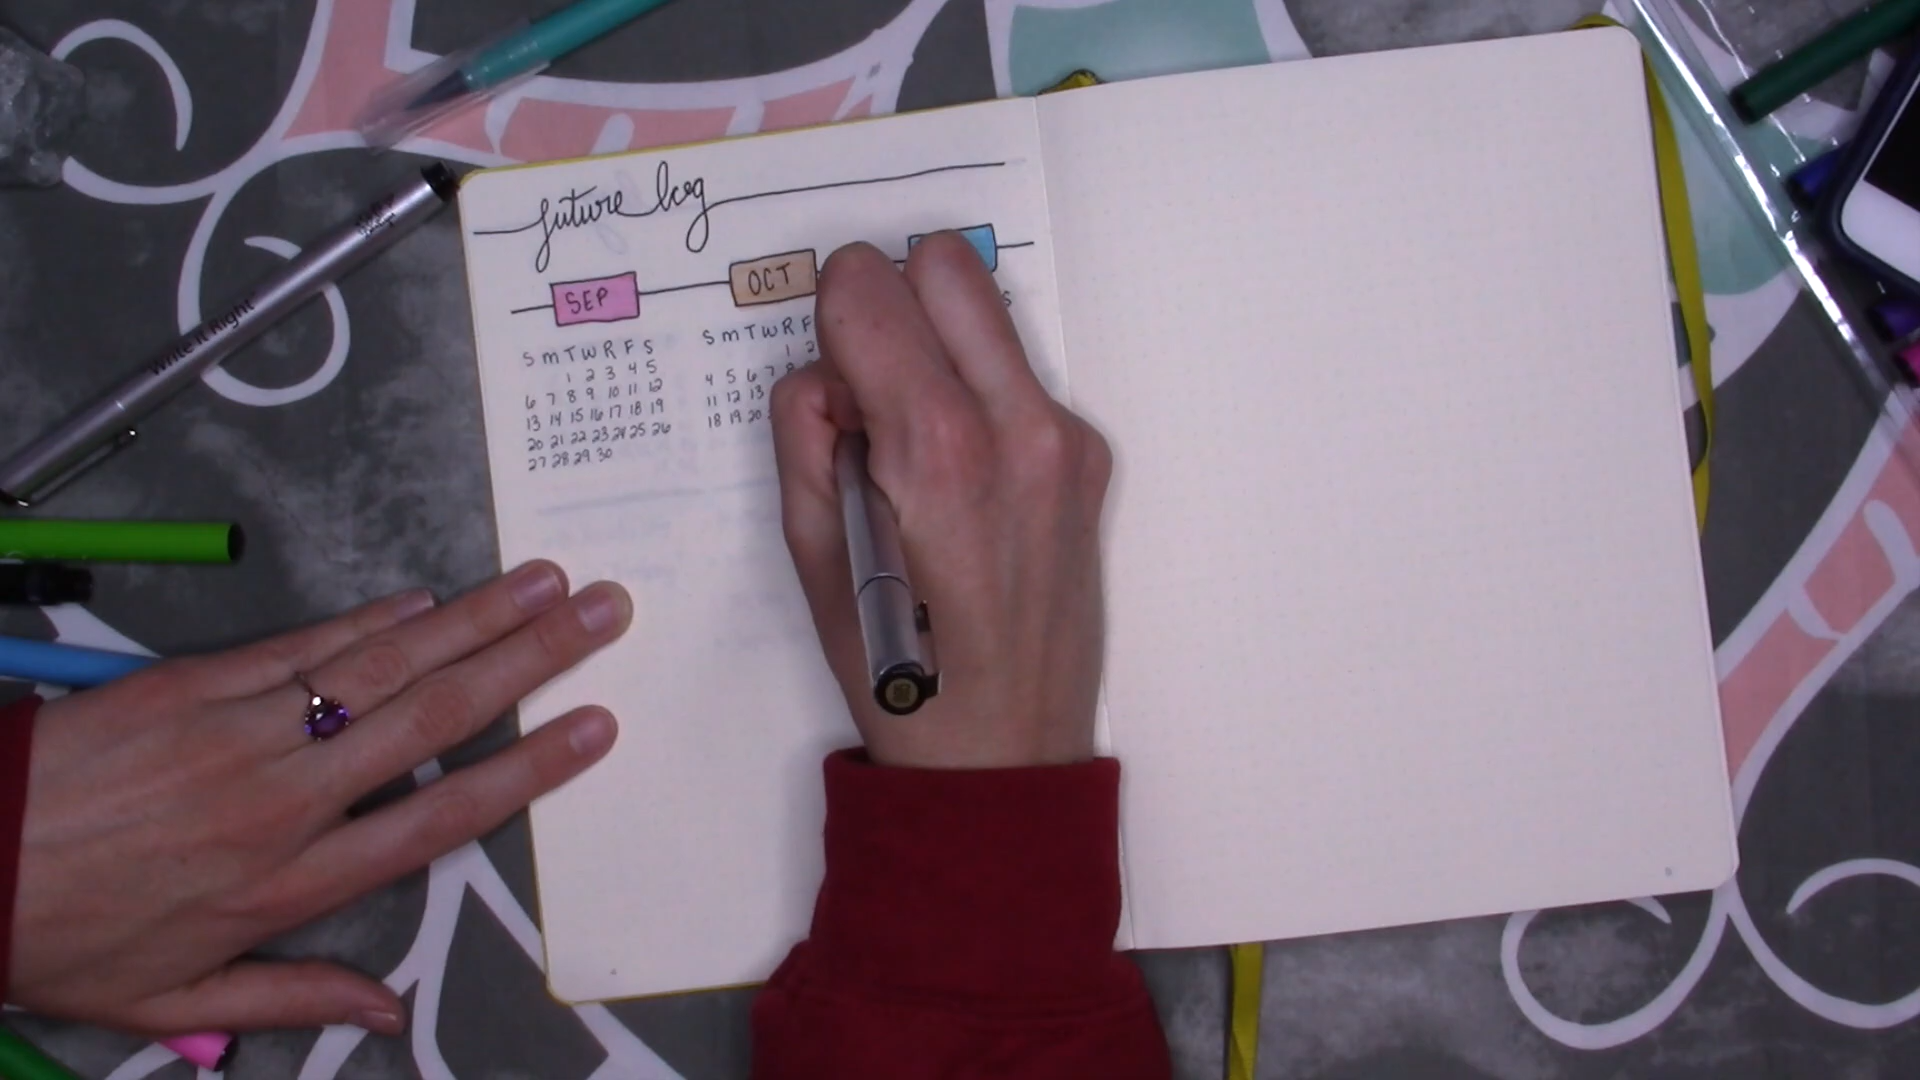 future log
SEP
OCT
S
S M T W R F
1 2
4 5 6 7 8
11 12 13
18 19 20
S M T W R F S
1 2 3 4 5
6 7 8 9 10 11 12
13 14 15 16 17 18 19
20 21 22 23 24 25 26
27 28 29 30
Write it Right